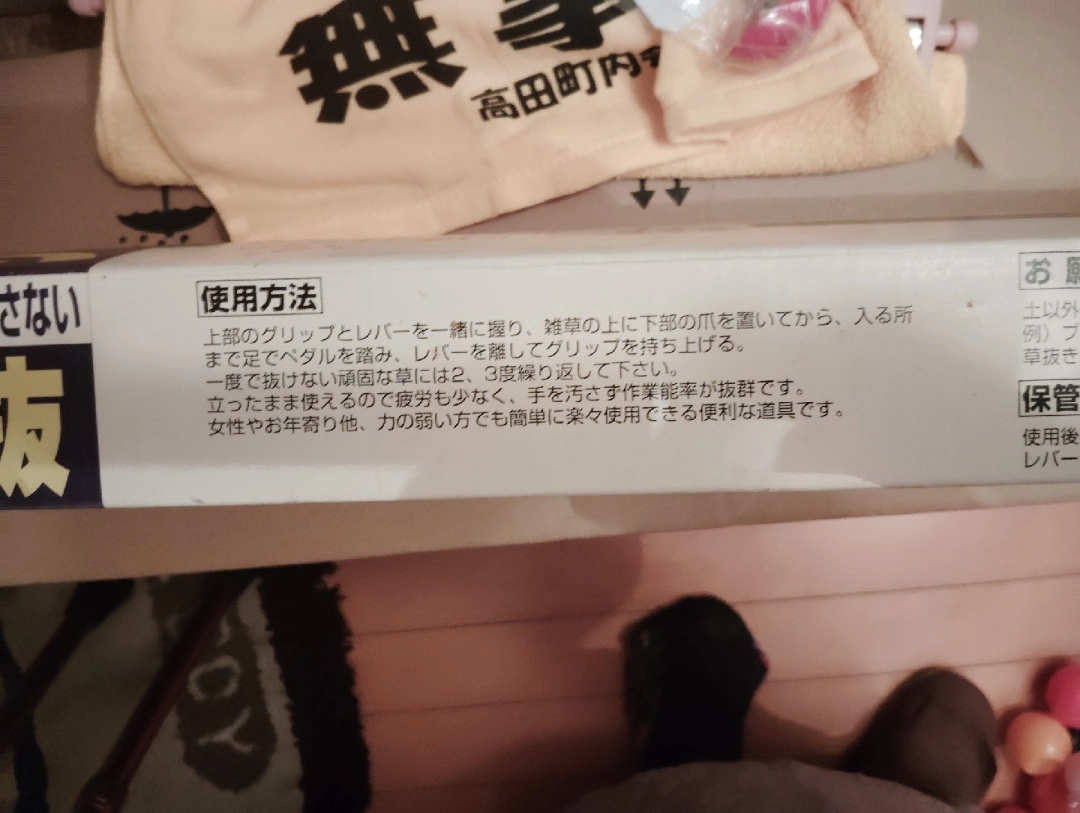 無事
高田町内会
さない
抜
使用方法
上部のグリップとレバーを一緒に握り、雑草の上に下部の爪を置いてから、入る所
まで足でペダルを踏み、レバーを離してグリップを持ち上げる。
一度で抜けない頑固な草には2、3度繰り返して下さい。
立ったまま使えるので疲労も少なく、手を汚さず作業能率が抜群です。
女性やお年寄り他、力の弱い方でも簡単に楽々使用できる便利な道具です。
お願
土以外
例）ブ
草抜き
保管
使用後
レバー